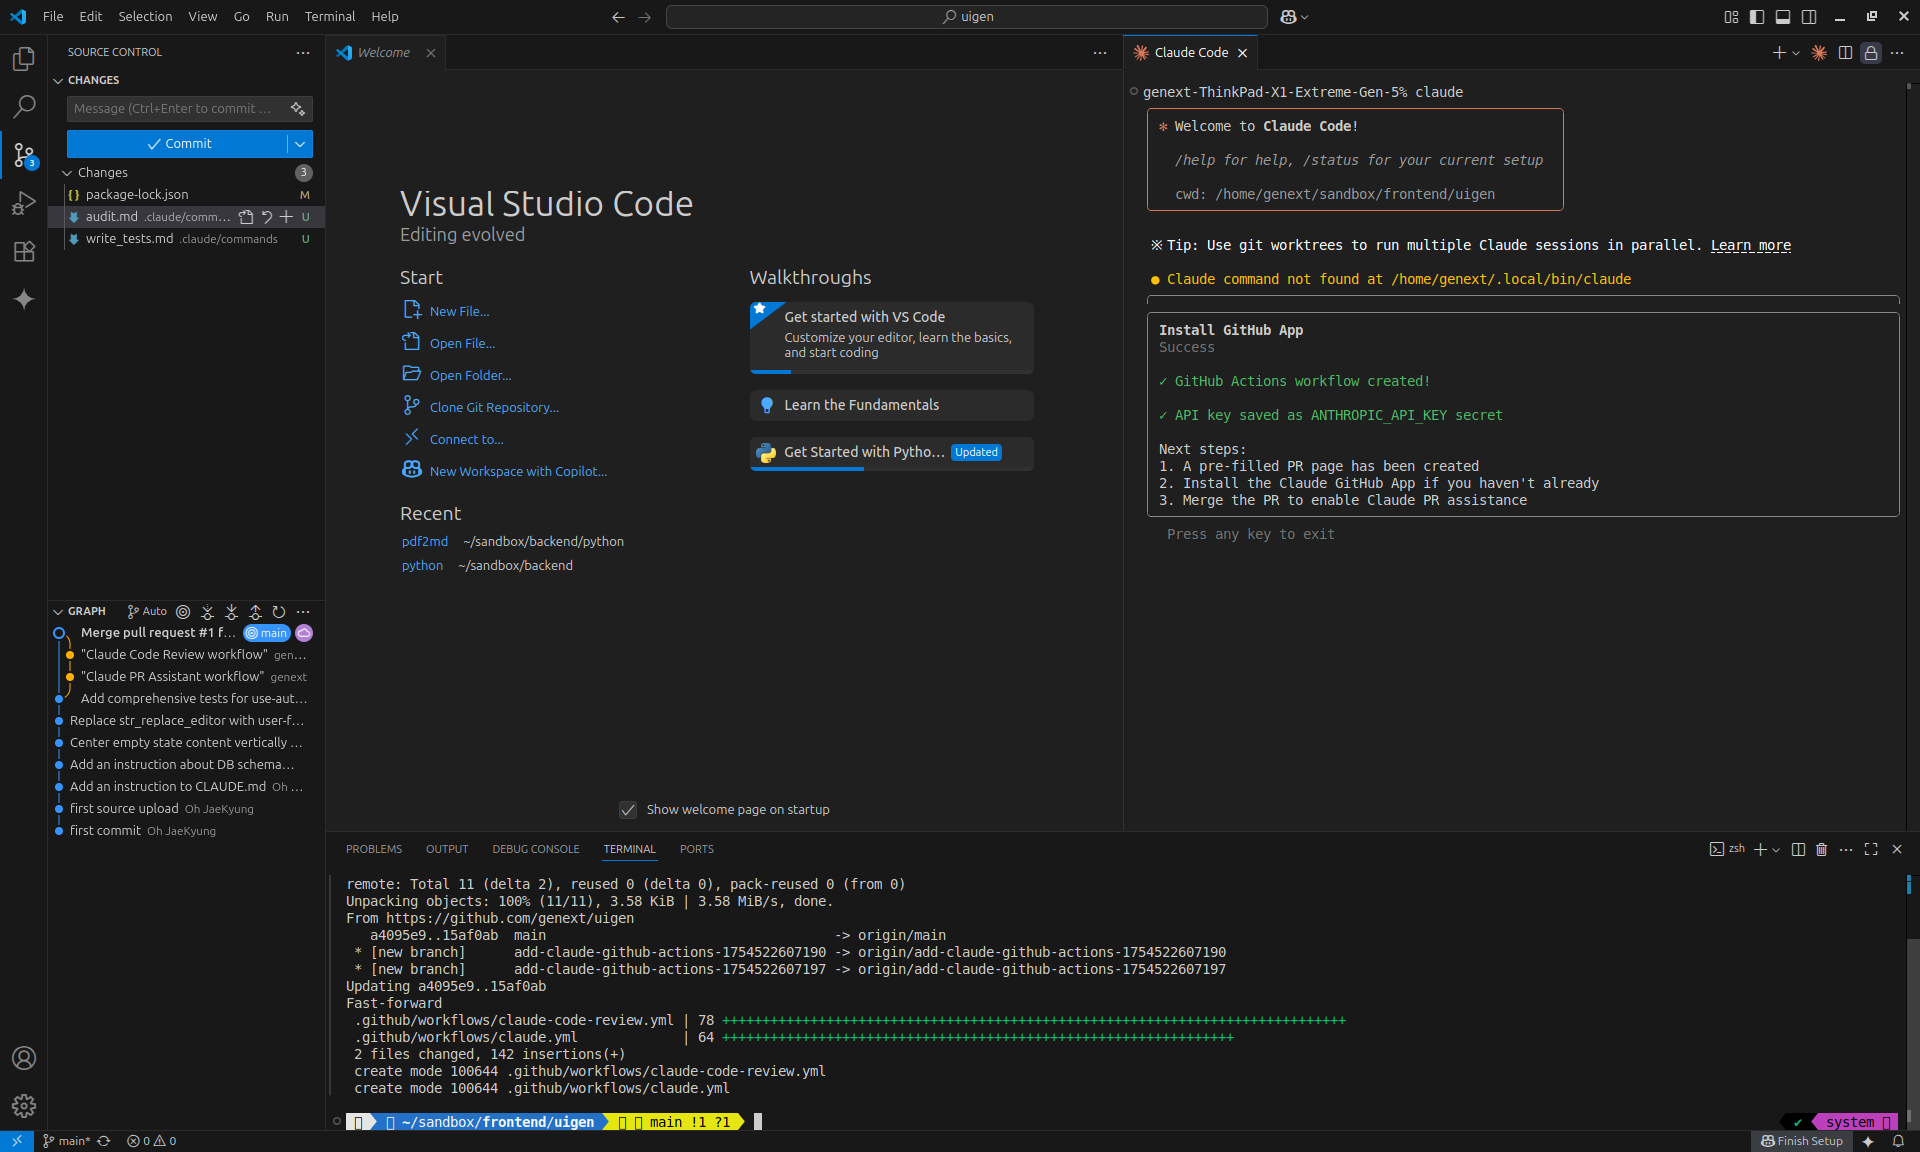 File Edit Selection View Go Run Terminal Help
uigen
SOURCE CONTROL
CHANGES
Message (Ctrl+Enter to commit ...
Commit
Changes 3
package-lock.json M
audit.md .claude/comm... U
write_tests.md .claude/commands U
3
GRAPH Auto
Merge pull request #1 f... main
"Claude Code Review workflow" gen...
"Claude PR Assistant workflow" genext
Add comprehensive tests for use-aut...
Replace str_replace_editor with user-f...
Center empty state content vertically ...
Add an instruction about DB schema...
Add an instruction to CLAUDE.md Oh ...
first source upload Oh JaeKyung
first commit Oh JaeKyung
Welcome
Visual Studio Code
Editing evolved
Start
New File...
Open File...
Open Folder...
Clone Git Repository...
Connect to...
New Workspace with Copilot...
Recent
pdf2md ~/sandbox/backend/python
python ~/sandbox/backend
Walkthroughs
Get started with VS Code
Customize your editor, learn the basics,
and start coding
Learn the Fundamentals
Get Started with Pytho... Updated
Show welcome page on startup
Claude Code
genext-ThinkPad-X1-Extreme-Gen-5% claude
✻ Welcome to Claude Code!
/help for help, /status for your current setup
cwd: /home/genext/sandbox/frontend/uigen
※ Tip: Use git worktrees to run multiple Claude sessions in parallel. Learn more
● Claude command not found at /home/genext/.local/bin/claude
Install GitHub App
Success
✓ GitHub Actions workflow created!
✓ API key saved as ANTHROPIC_API_KEY secret
Next steps:
1. A pre-filled PR page has been created
2. Install the Claude GitHub App if you haven't already
3. Merge the PR to enable Claude PR assistance
Press any key to exit
PROBLEMS OUTPUT DEBUG CONSOLE TERMINAL PORTS
zsh
remote: Total 11 (delta 2), reused 0 (delta 0), pack-reused 0 (from 0)
Unpacking objects: 100% (11/11), 3.58 KiB | 3.58 MiB/s, done.
From https://github.com/genext/uigen
a4095e9..15af0ab main -> origin/main
* [new branch] add-claude-github-actions-1754522607190 -> origin/add-claude-github-actions-1754522607190
* [new branch] add-claude-github-actions-1754522607197 -> origin/add-claude-github-actions-1754522607197
Updating a4095e9..15af0ab
Fast-forward
.github/workflows/claude-code-review.yml | 78 ++++++++++++++++++++++++++++++++++++++++++++++++++++++++++++++++++++++++++++++
.github/workflows/claude.yml | 64 ++++++++++++++++++++++++++++++++++++++++++++++++++++++++++++++++
2 files changed, 142 insertions(+)
create mode 100644 .github/workflows/claude-code-review.yml
create mode 100644 .github/workflows/claude.yml
~/sandbox/frontend/uigen main !1 ?1
✔ system
main* 0 0
Finish Setup